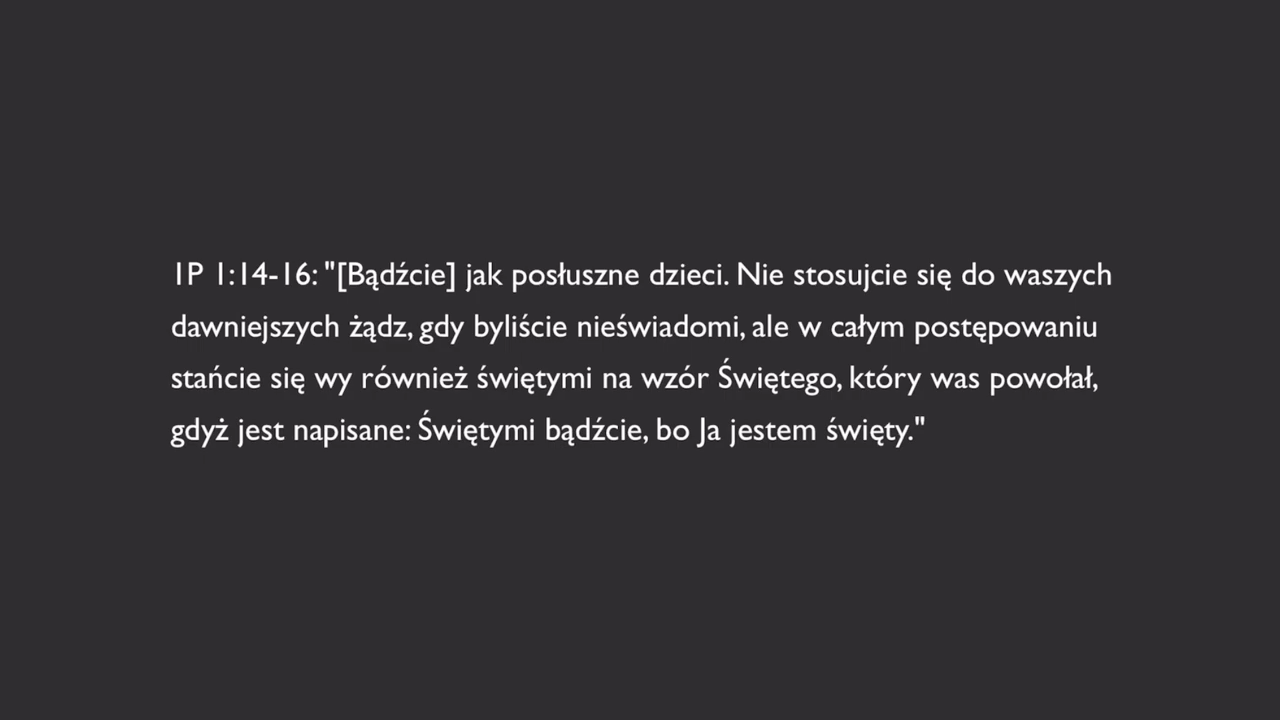 1P 1:14-16: "[Bądźcie] jak posłuszne dzieci. Nie stosujcie się do waszych
dawniejszych żądz, gdy byliście nieświadomi, ale w całym postępowaniu
stańcie się wy również świętymi na wzór Świętego, który was powołał,
gdyż jest napisane: Świętymi bądźcie, bo Ja jestem święty."